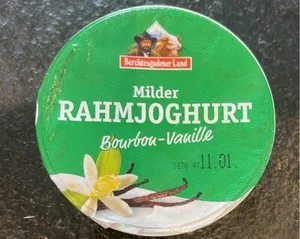 Berchtesgadener Land
Milder
RAHMJOGHURT
Bourbon-Vanille
11.01.